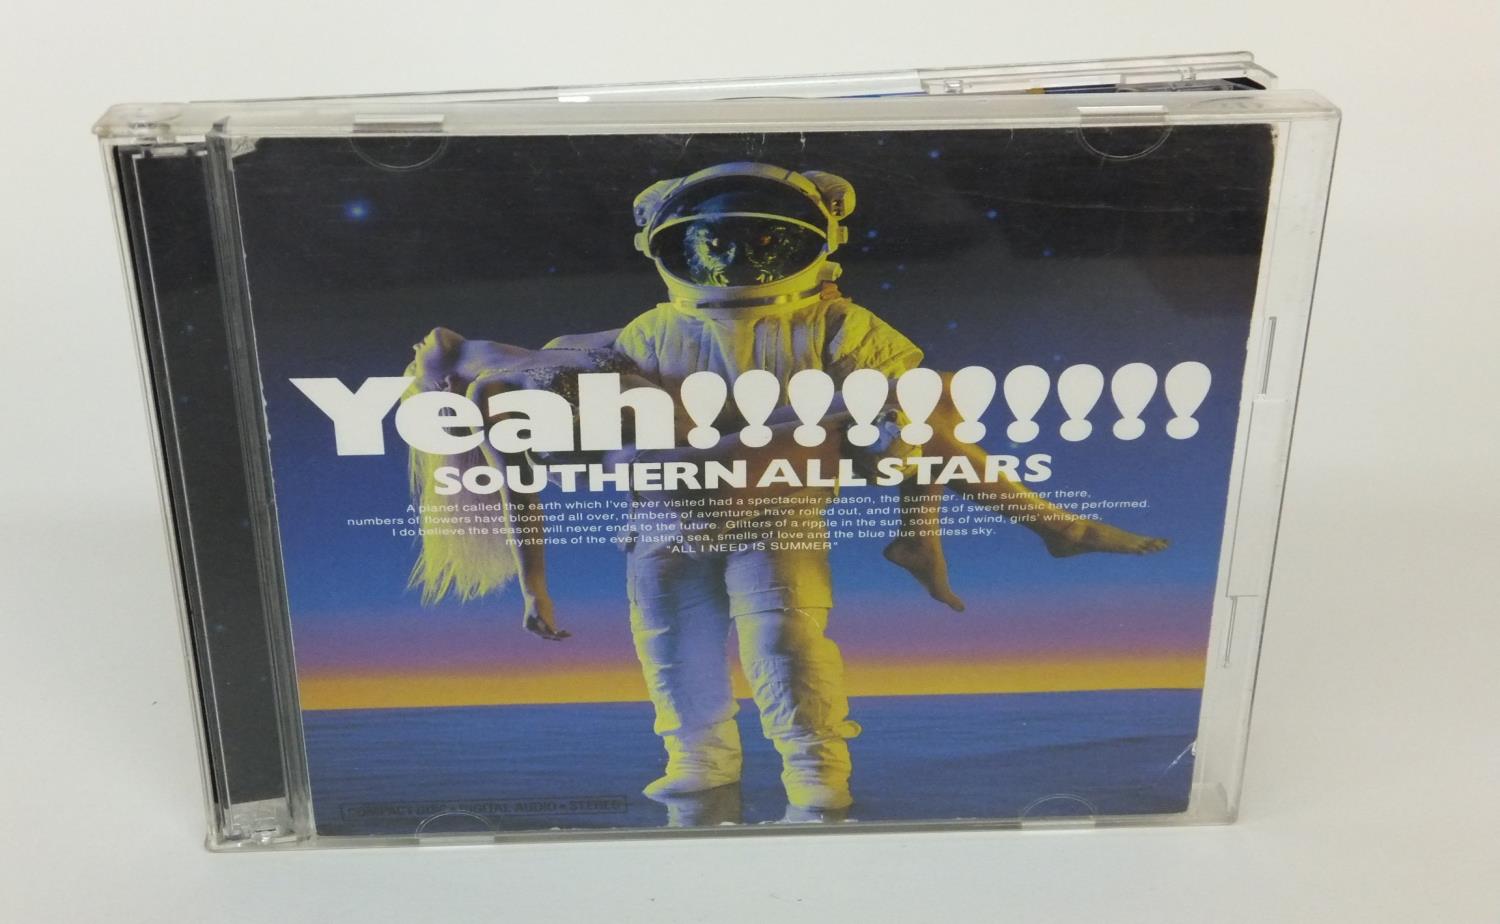 Yeah!!!!!!!!!!
SOUTHERN ALL STARS
A planet called the earth which I've ever visited had a spectacular season, the summer. In the summer there,
numbers of flowers have bloomed all over, numbers of aventures have rolled out, and numbers of sweet music have performed.
I do believe the season will never ends to the future. Glitters of a ripple in the sun, sounds of wind, girls' whispers,
mysteries of the ever lasting sea, smells of love and the blue blue endless sky.
"ALL I NEED IS SUMMER"
COMPACT DISC • DIGITAL AUDIO • STEREO